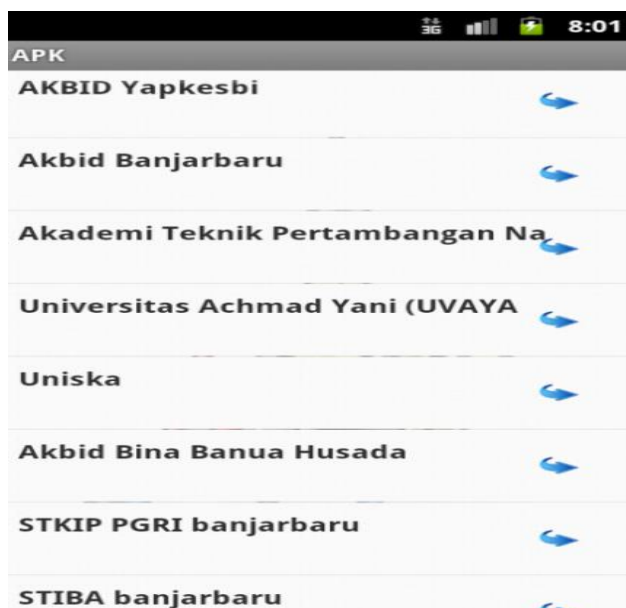 3G 8:01
APK
AKBID Yapkesbi
Akbid Banjarbaru
Akademi Teknik Pertambangan Na
Universitas Achmad Yani (UVAYA
Uniska
Akbid Bina Banua Husada
STKIP PGRI banjarbaru
STIBA banjarbaru